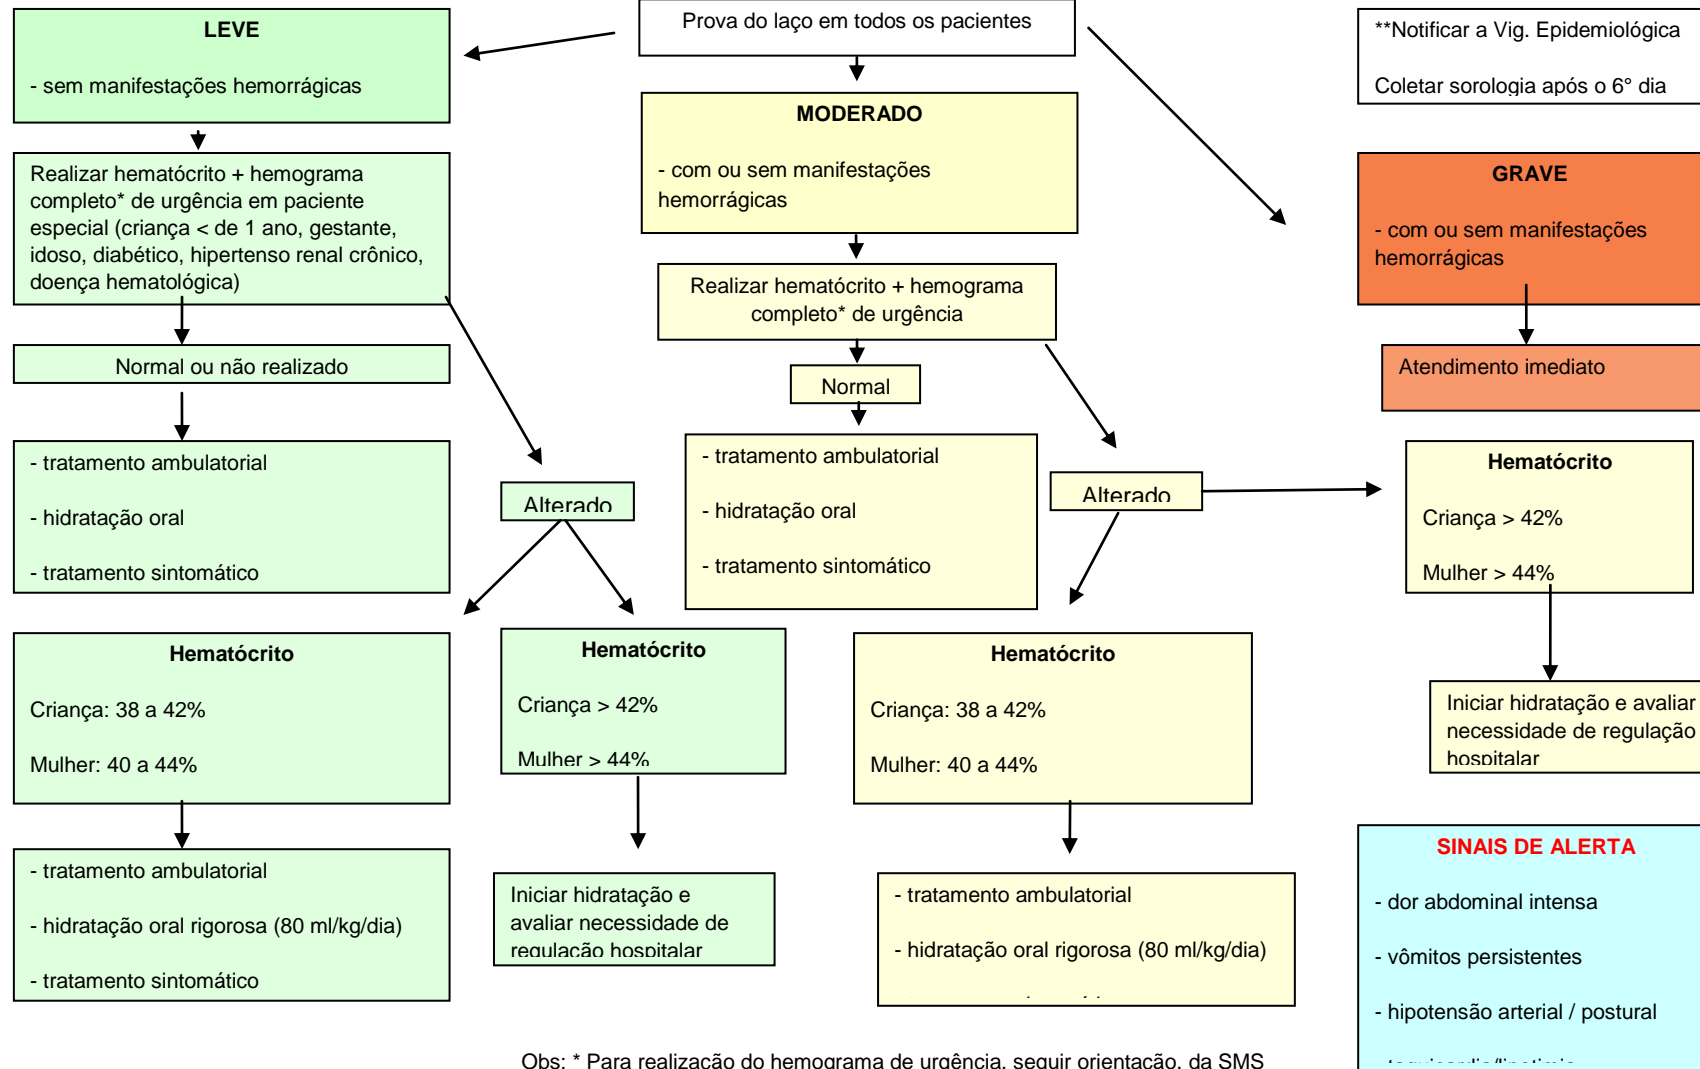 Prova do laço em todos os pacientes
**Notificar a Vig. Epidemiológica
Coletar sorologia após o 6° dia
LEVE
- sem manifestações hemorrágicas
Realizar hematócrito + hemograma
completo* de urgência em paciente
especial (criança < de 1 ano, gestante,
idoso, diabético, hipertenso renal crônico,
doença hematológica)
Normal ou não realizado
- tratamento ambulatorial
- hidratação oral
- tratamento sintomático
Alterado
Hematócrito
Criança: 38 a 42%
Mulher: 40 a 44%
- tratamento ambulatorial
- hidratação oral rigorosa (80 ml/kg/dia)
- tratamento sintomático
Hematócrito
Criança > 42%
Mulher > 44%
Iniciar hidratação e
avaliar necessidade de
regulação hospitalar
MODERADO
- com ou sem manifestações
hemorrágicas
Realizar hematócrito + hemograma
completo* de urgência
Normal
- tratamento ambulatorial
- hidratação oral
- tratamento sintomático
Alterado
Hematócrito
Criança: 38 a 42%
Mulher: 40 a 44%
- tratamento ambulatorial
- hidratação oral rigorosa (80 ml/kg/dia)
Hematócrito
Criança > 42%
Mulher > 44%
Iniciar hidratação e avaliar
necessidade de regulação
hospitalar
GRAVE
- com ou sem manifestações
hemorrágicas
Atendimento imediato
SINAIS DE ALERTA
- dor abdominal intensa
- vômitos persistentes
- hipotensão arterial / postural
Obs: * Para realização do hemograma de urgência, seguir orientação, da SMS